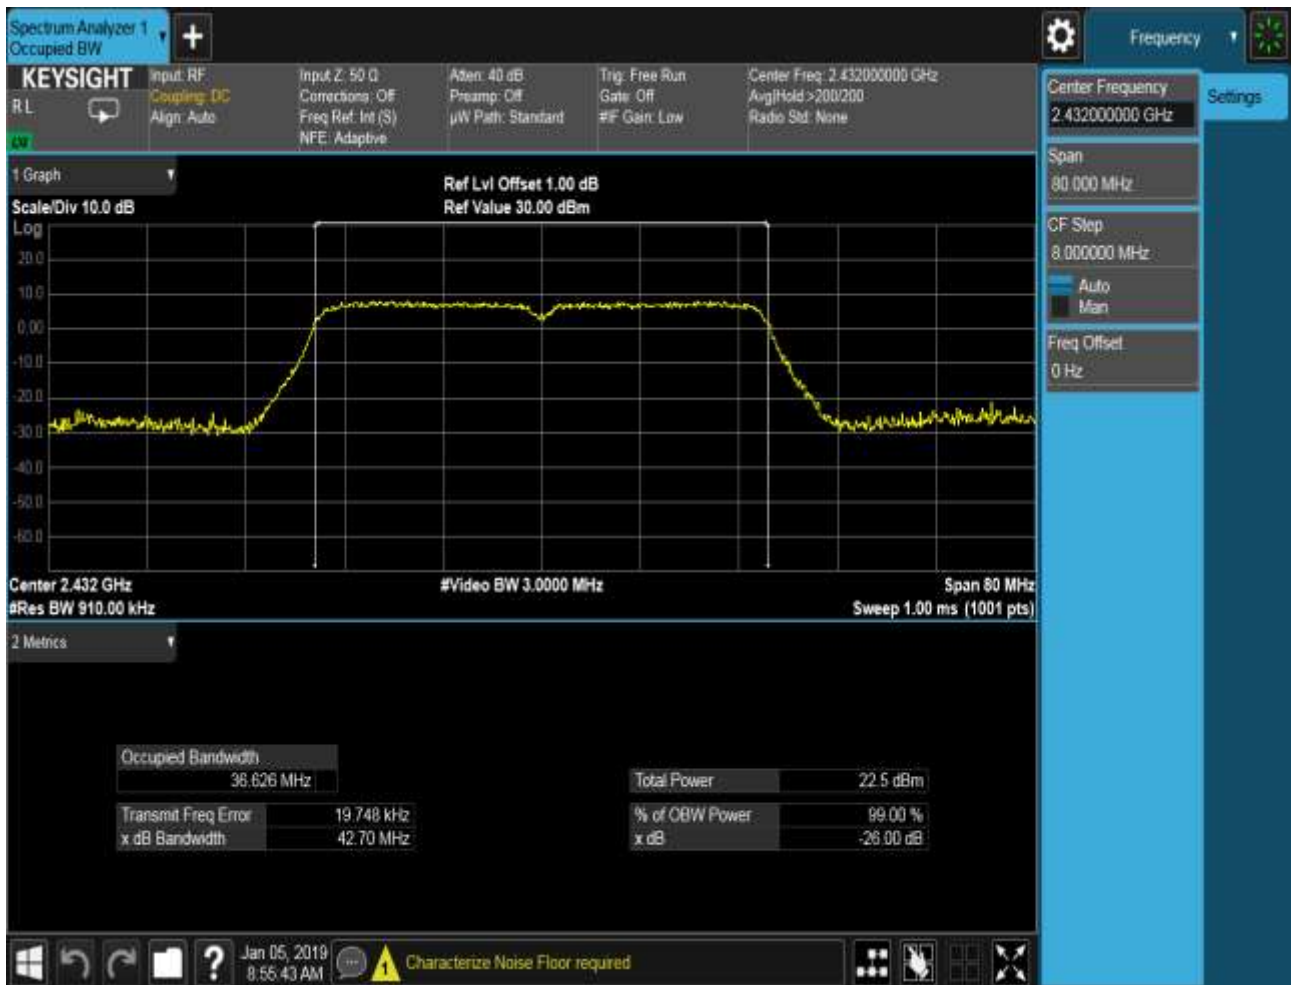 Spectrum Analyzer 1
Occupied BW
Frequency
KEYSIGHT
R L
Input: RF
Coupling: DC
Align: Auto
Input Z: 50 Ω
Corrections: Off
Freq Ref: Int (S)
NFE: Adaptive
Atten: 40 dB
Preamp: Off
µW Path: Standard
Trig: Free Run
Gate: Off
#IF Gain: Low
Center Freq: 2.432000000 GHz
Avg|Hold >200/200
Radio Std: None
Center Frequency
2.432000000 GHz
Settings
Span
80.000 MHz
CF Step
8.000000 MHz
Auto
Man
Freq Offset
0 Hz
1 Graph
Scale/Div 10.0 dB
Ref Lvl Offset 1.00 dB
Ref Value 30.00 dBm
Log
20.0
10.0
0.00
-10.0
-20.0
-30.0
-40.0
-50.0
-60.0
Center 2.432 GHz
#Video BW 3.0000 MHz
Span 80 MHz
#Res BW 910.00 kHz
Sweep 1.00 ms (1001 pts)
2 Metrics
Occupied Bandwidth
36.626 MHz
Total Power 22.5 dBm
Transmit Freq Error 19.748 kHz
% of OBW Power 99.00 %
x dB Bandwidth 42.70 MHz
x dB -26.00 dB
?
Jan 05, 2019
8:55:43 AM
1
Characterize Noise Floor required